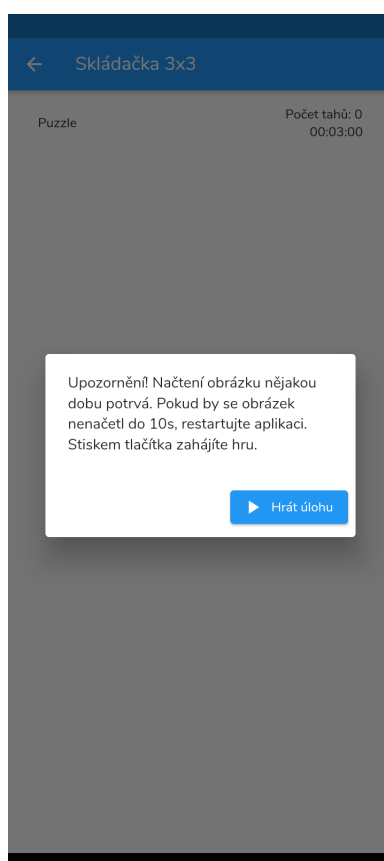 Skládačka 3x3
Puzzle
Počet tahů: 0
00:03:00
Upozornění! Načtení obrázku nějakou
dobu potrvá. Pokud by se obrázek
nenačetl do 10s, restartujte aplikaci.
Stiskem tlačítka zahájíte hru.
Hrát úlohu